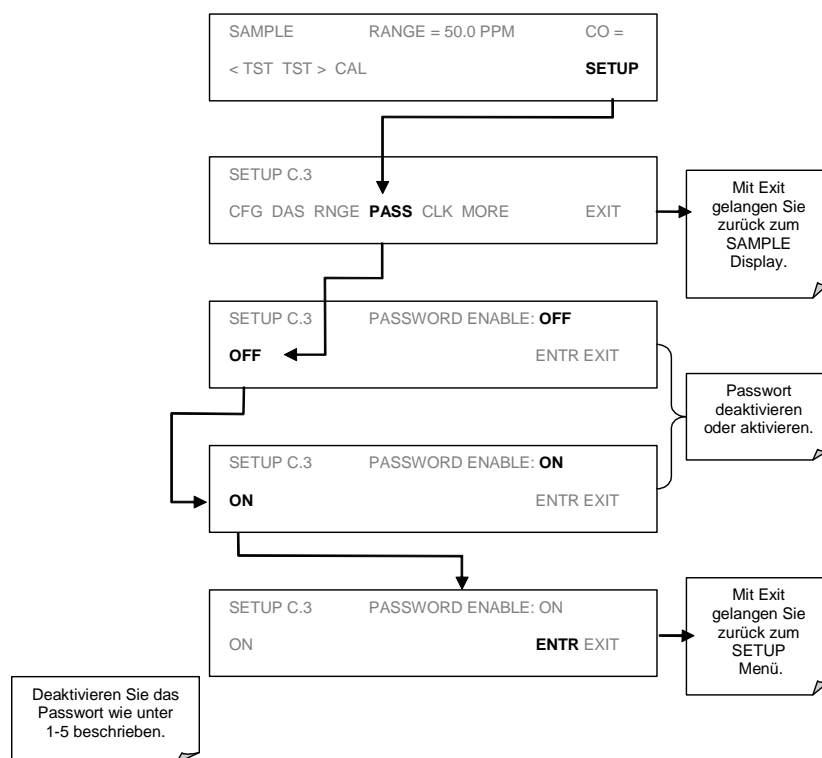 SAMPLE RANGE = 50.0 PPM CO =
< TST TST > CAL SETUP
SETUP C.3
CFG DAS RNGE PASS CLK MORE EXIT
Mit Exit
gelangen Sie
zurück zum
SAMPLE
Display.
SETUP C.3 PASSWORD ENABLE: OFF
OFF ENTR EXIT
Passwort
deaktivieren
oder aktivieren.
SETUP C.3 PASSWORD ENABLE: ON
ON ENTR EXIT
SETUP C.3 PASSWORD ENABLE: ON
ON ENTR EXIT
Mit Exit
gelangen Sie
zurück zum
SETUP
Menü.
Deaktivieren Sie das
Passwort wie unter
1-5 beschrieben.